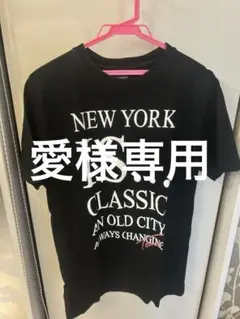 NEW YORK
愛様専用
CLASSIC
AN OLD CITY
ALWAYS CHANGING